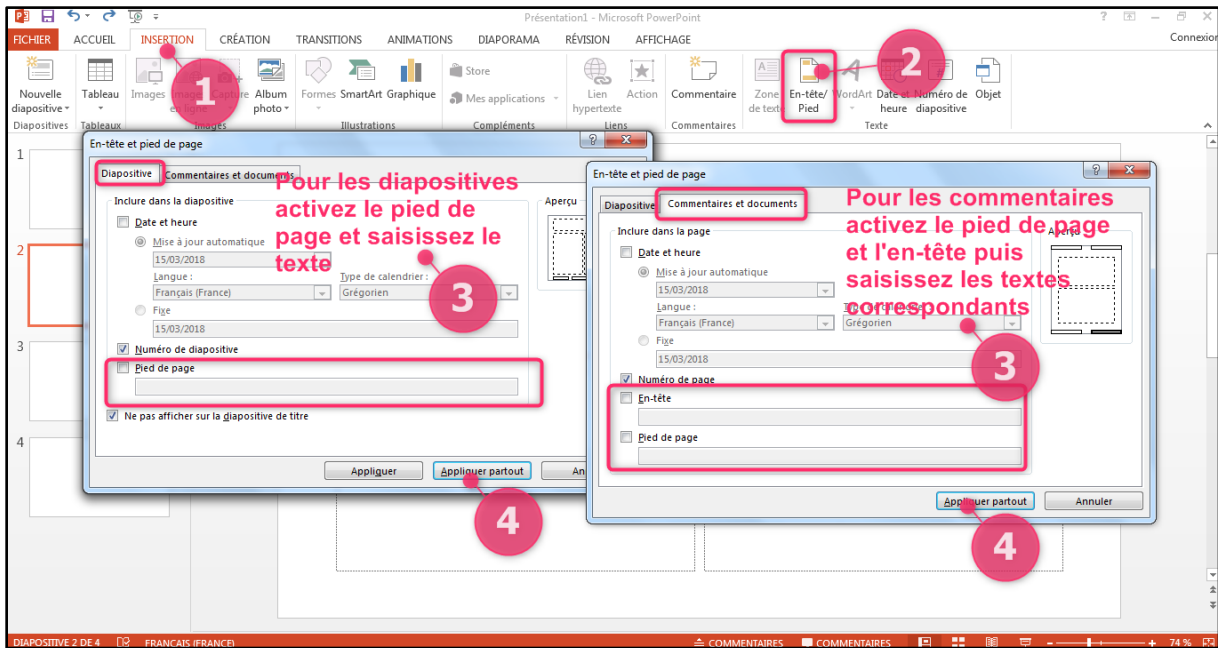 Présentation1 - Microsoft PowerPoint
FICHIER ACCUEIL INSERTION CRÉATION TRANSITIONS ANIMATIONS DIAPORAMA RÉVISION AFFICHAGE Connexion
Nouvelle diapositive
Tableau
Images
en ligne
Capture
Album photo
Formes SmartArt Graphique
Store
Mes applications
Lien hypertexte
Action
Commentaire
Zone de texte
En-tête/ Pied
WordArt
Date et heure
Numéro de diapositive
Objet
Diapositives Tableaux Images Illustrations Compléments Liens Commentaires Texte
1
2
1
2
3
4
En-tête et pied de page
Diapositive Commentaires et documents
Pour les diapositives
activez le pied de
page et saisissez le
texte
3
Inclure dans la diapositive
Aperçu
Date et heure
Mise à jour automatique
15/03/2018
Langue : Type de calendrier :
Français (France) Grégorien
Fixe
15/03/2018
Numéro de diapositive
Pied de page
Ne pas afficher sur la diapositive de titre
Appliquer Appliquer partout An
4
En-tête et pied de page
Diapositive Commentaires et documents
Pour les commentaires
activez le pied de page
et l'en-tête puis
saisissez les textes
correspondants
3
Inclure dans la page
Aperçu
Date et heure
Mise à jour automatique
15/03/2018
Langue :
Français (France) Grégorien
Fixe
15/03/2018
Numéro de page
En-tête
Pied de page
Appliquer partout Annuler
4
DIAPOSITIVE 2 DE 4 FRANÇAIS (FRANCE) COMMENTAIRES COMMENTAIRES 74 %